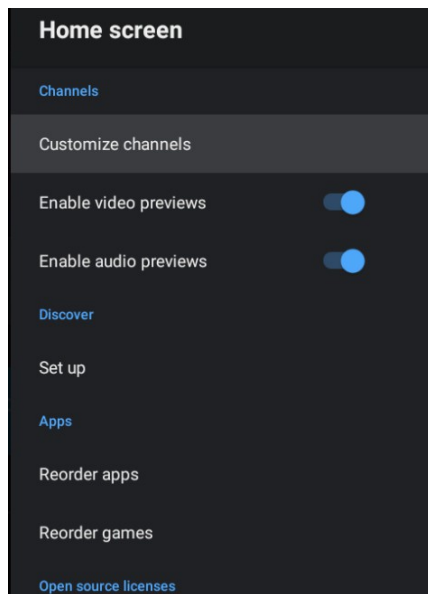 Home screen
Channels
Customize channels
Enable video previews
Enable audio previews
Discover
Set up
Apps
Reorder apps
Reorder games
Open source licenses